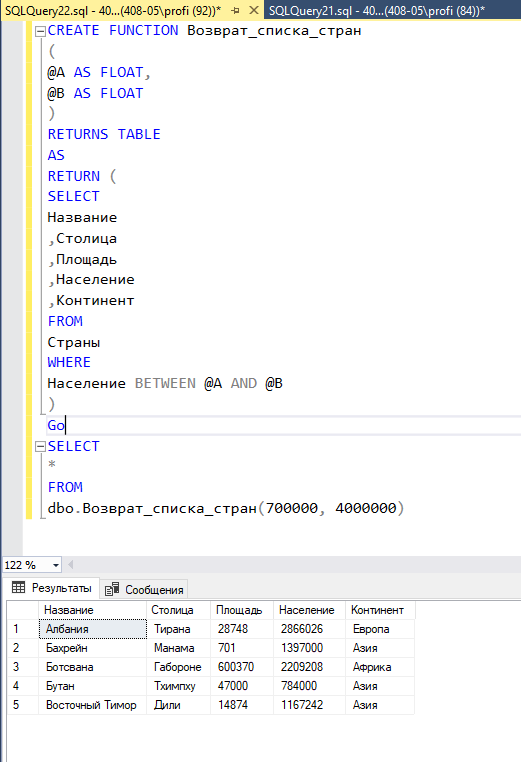 SQLQuery22.sql - 40...(408-05\profi (92))* SQLQuery21.sql - 40...(408-05\profi (84))*
CREATE FUNCTION Возврат_списка_стран
(
@A AS FLOAT,
@B AS FLOAT
)
RETURNS TABLE
AS
RETURN (
SELECT
Название
,Столица
,Площадь
,Население
,Континент
FROM
Страны
WHERE
Население BETWEEN @A AND @B
)
Go
SELECT
*
FROM
dbo.Возврат_списка_стран(700000, 4000000)
122 %
Результаты Сообщения
Название Столица Площадь Население Континент
1 Албания Тирана 28748 2866026 Европа
2 Бахрейн Манама 701 1397000 Азия
3 Ботсвана Габороне 600370 2209208 Африка
4 Бутан Тхимпху 47000 784000 Азия
5 Восточный Тимор Дили 14874 1167242 Азия